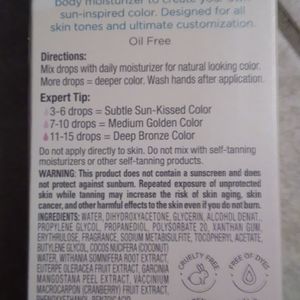 body moisturizer to create your own
sun-inspired color. Designed for all
skin tones and ultimate customization.
Oil Free
Directions:
Mix drops with daily moisturizer for natural looking color.
More drops = deeper color. Wash hands after application.
Expert Tip:
3-6 drops = Subtle Sun-Kissed Color
7-10 drops = Medium Golden Color
11-15 drops = Deep Bronze Color
Do not apply directly to skin. Do not mix with self-tanning
moisturizers or other self-tanning products.
WARNING: This product does not contain a sunscreen and does
not protect against sunburn. Repeated exposure of unprotected
skin while tanning may increase the risk of skin aging, skin
cancer, and other harmful effects to the skin even if you do not burn.
INGREDIENTS: WATER, DIHYDROXYACETONE, GLYCERIN, ALCOHOL DENAT.,
PROPYLENE GLYCOL, PROPANEDIOL, POLYSORBATE 20, XANTHAN GUM,
ERYTHRULOSE, FRAGRANCE, SODIUM METABISULFITE, TOCOPHERYL ACETATE,
BUTYLENE GLYCOL, COCOS NUCIFERA (COCONUT)
WATER, WITHANIA SOMNIFERA ROOT EXTRACT,
EUTERPE OLERACEA FRUIT EXTRACT, GARCINIA
MANGOSTANA PEEL EXTRACT, VACCINIUM
MACROCARPON (CRANBERRY) FRUIT EXTRACT,
PHENOXYETHANOL, BENZOIC ACID,
CRUELTY FREE
FREE OF DYES